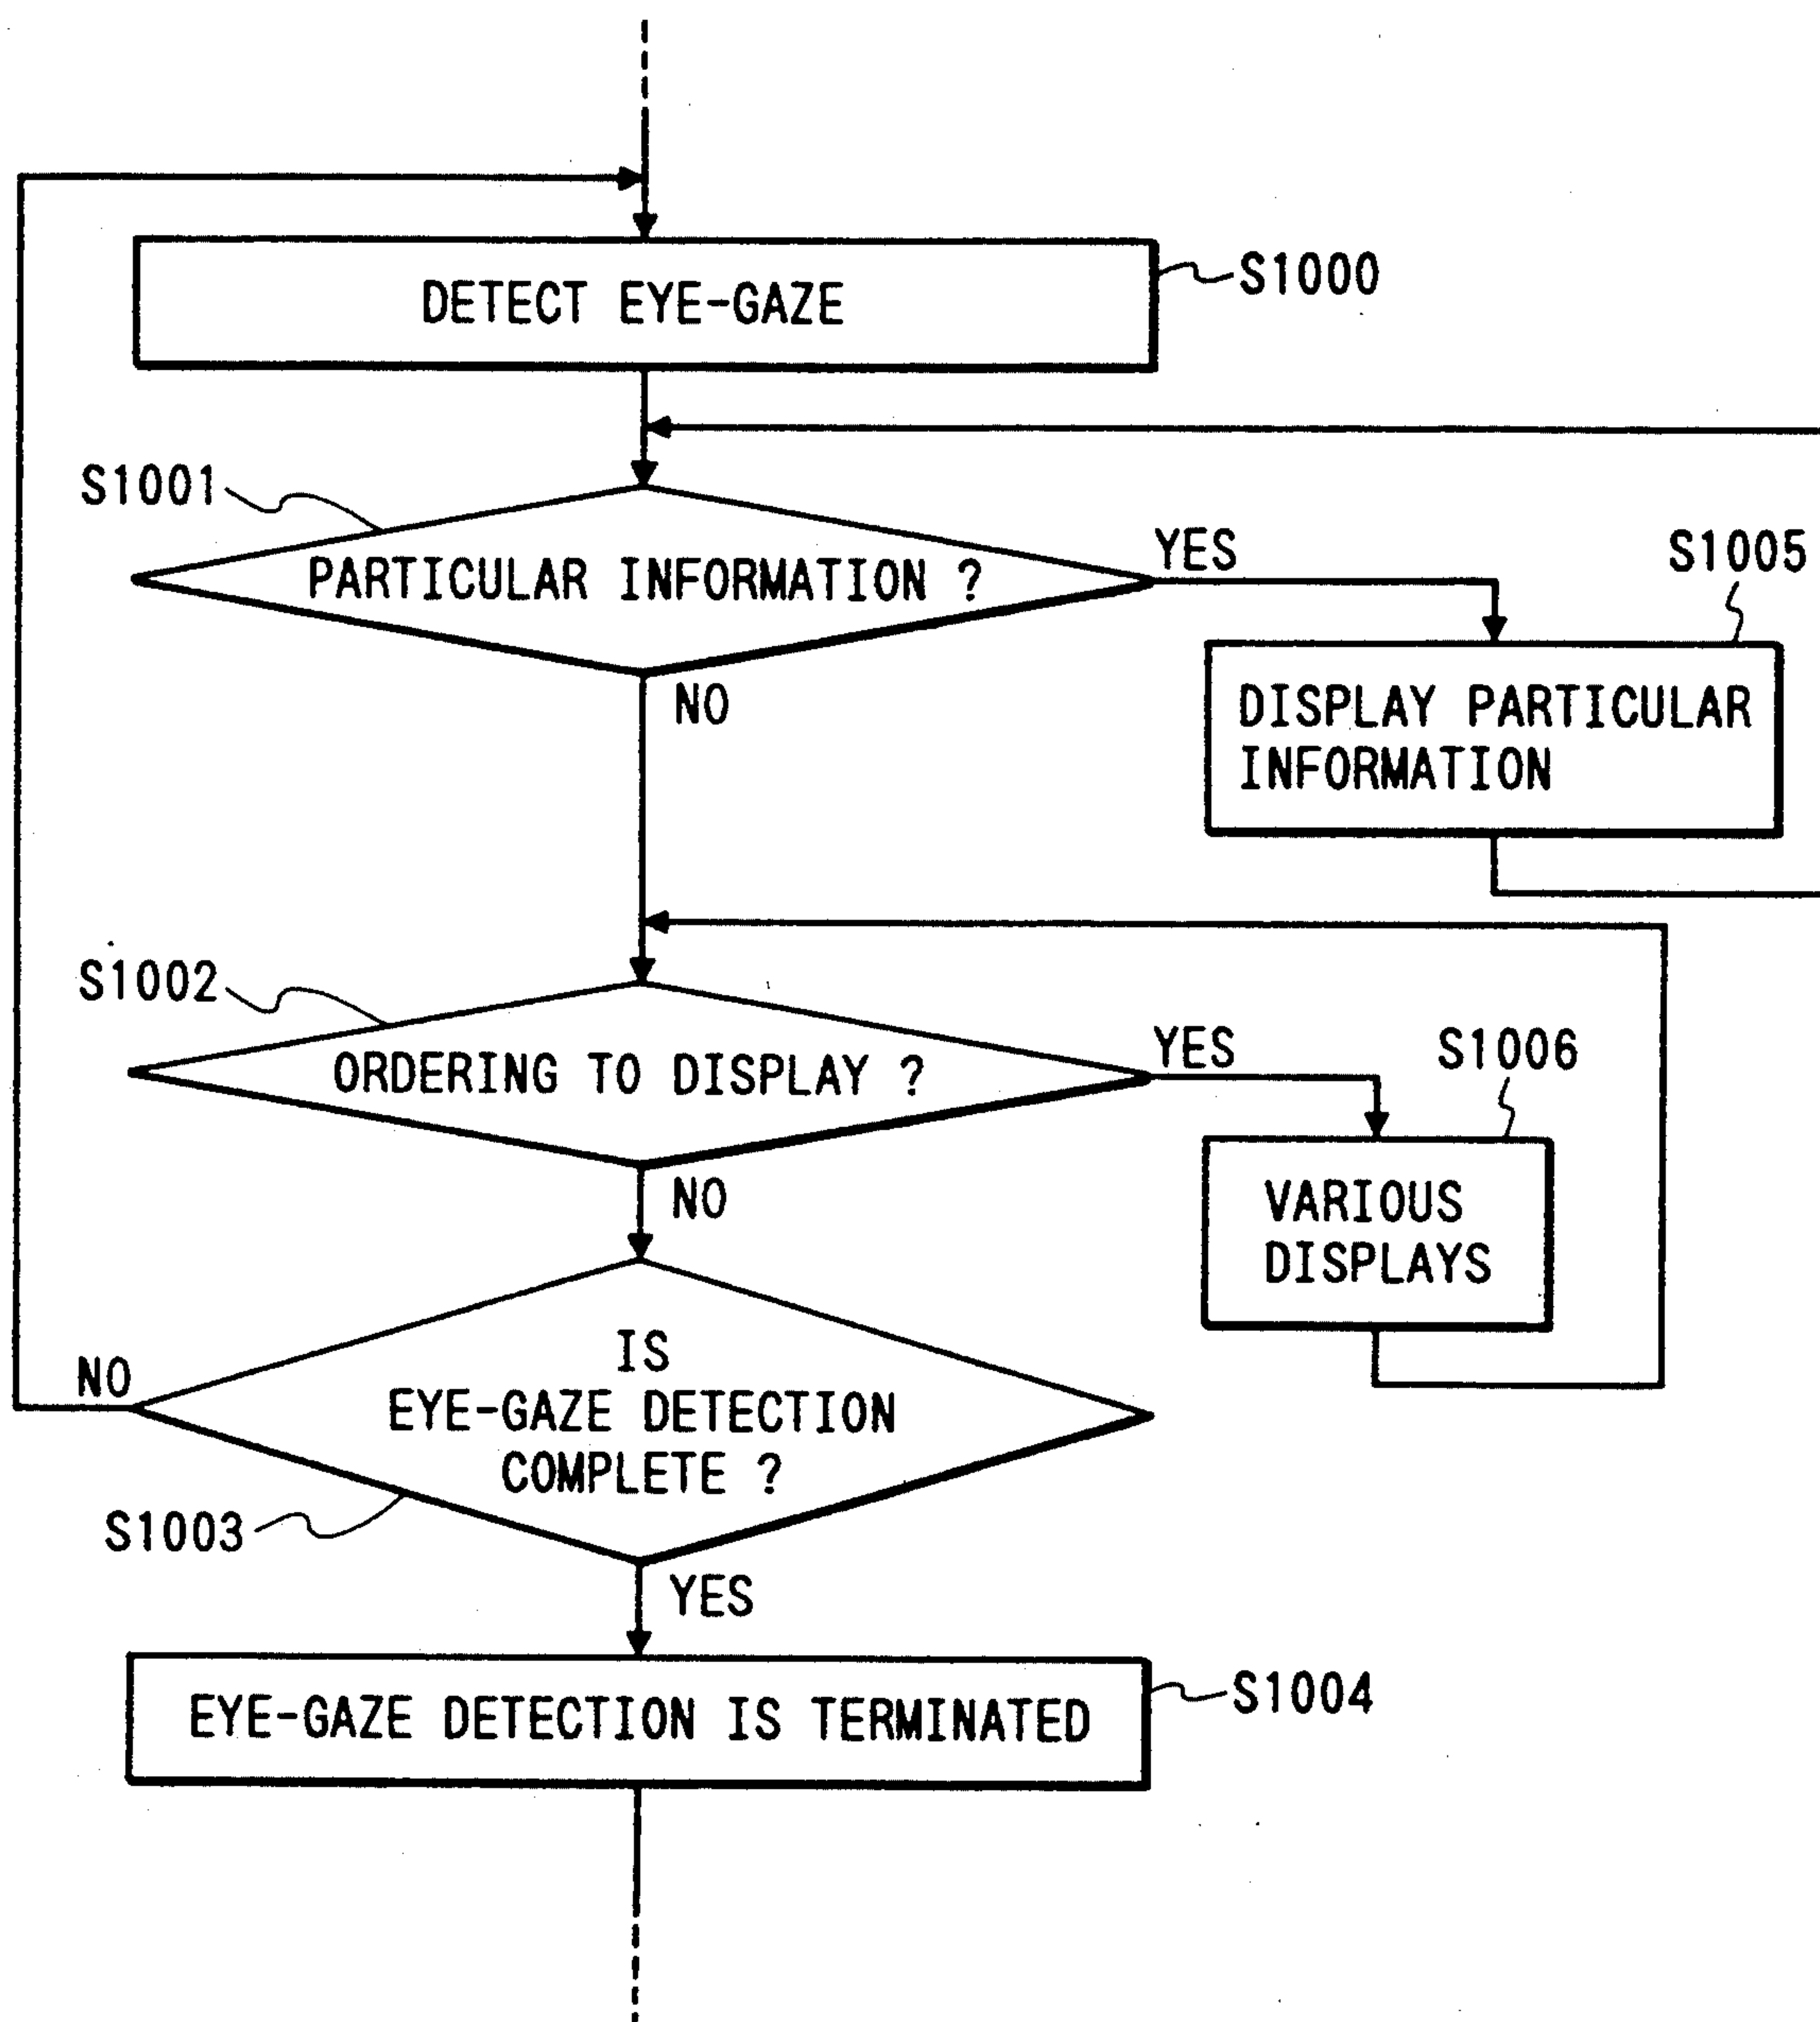 DETECT EYE-GAZE
S1000
S1001
PARTICULAR INFORMATION ?
YES
NO
S1005
DISPLAY PARTICULAR
INFORMATION
S1002
ORDERING TO DISPLAY ?
YES
NO
S1006
VARIOUS
DISPLAYS
IS
EYE-GAZE DETECTION
COMPLETE ?
NO
S1003
YES
EYE-GAZE DETECTION IS TERMINATED
S1004